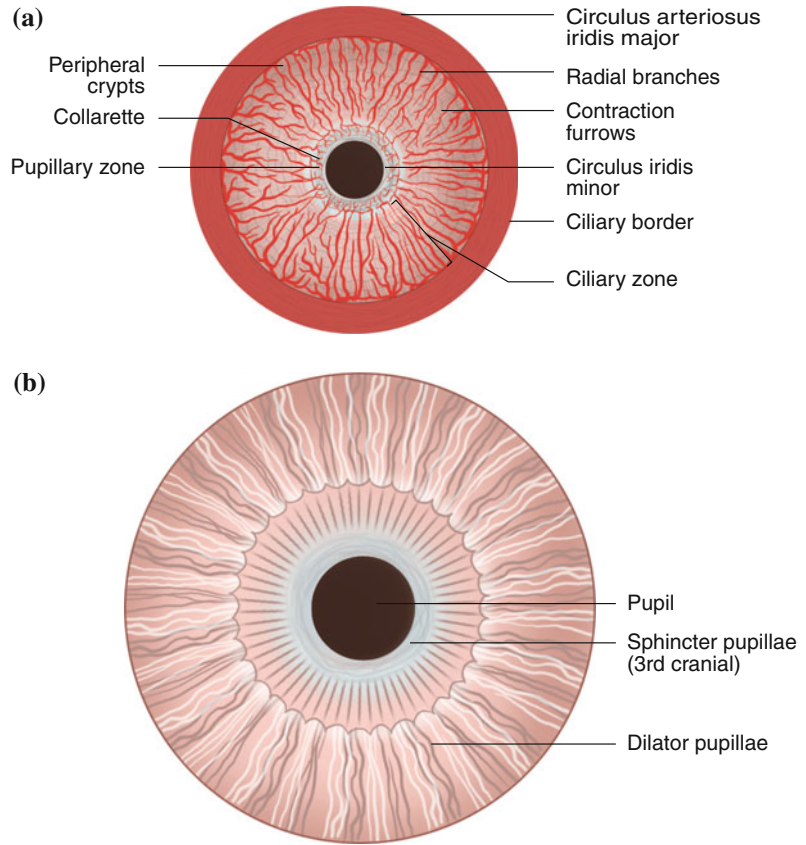 (a)
Peripheral
crypts
Collarette
Pupillary zone
Circulus arteriosus
iridis major
Radial branches
Contraction
furrows
Circulus iridis
minor
Ciliary border
Ciliary zone
(b)
Pupil
Sphincter pupillae
(3rd cranial)
Dilator pupillae